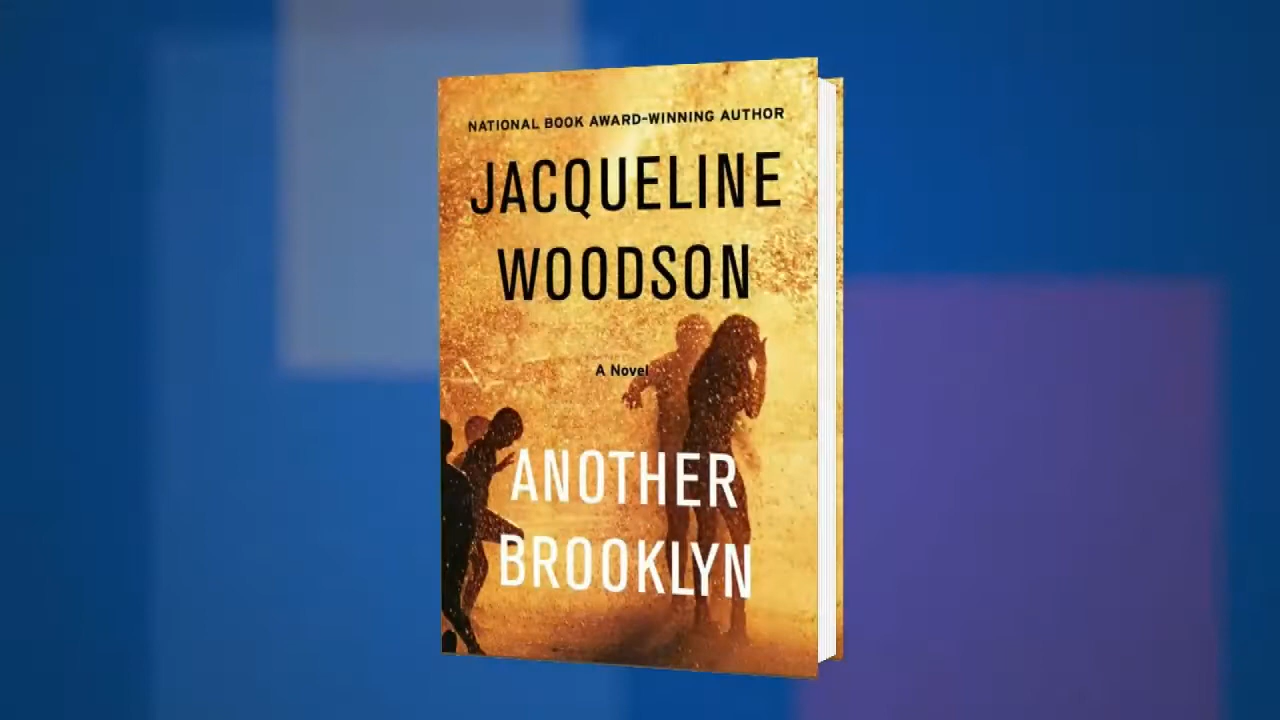 NATIONAL BOOK AWARD-WINNING AUTHOR
JACQUELINE
WOODSON
A Novel
ANOTHER
BROOKLYN